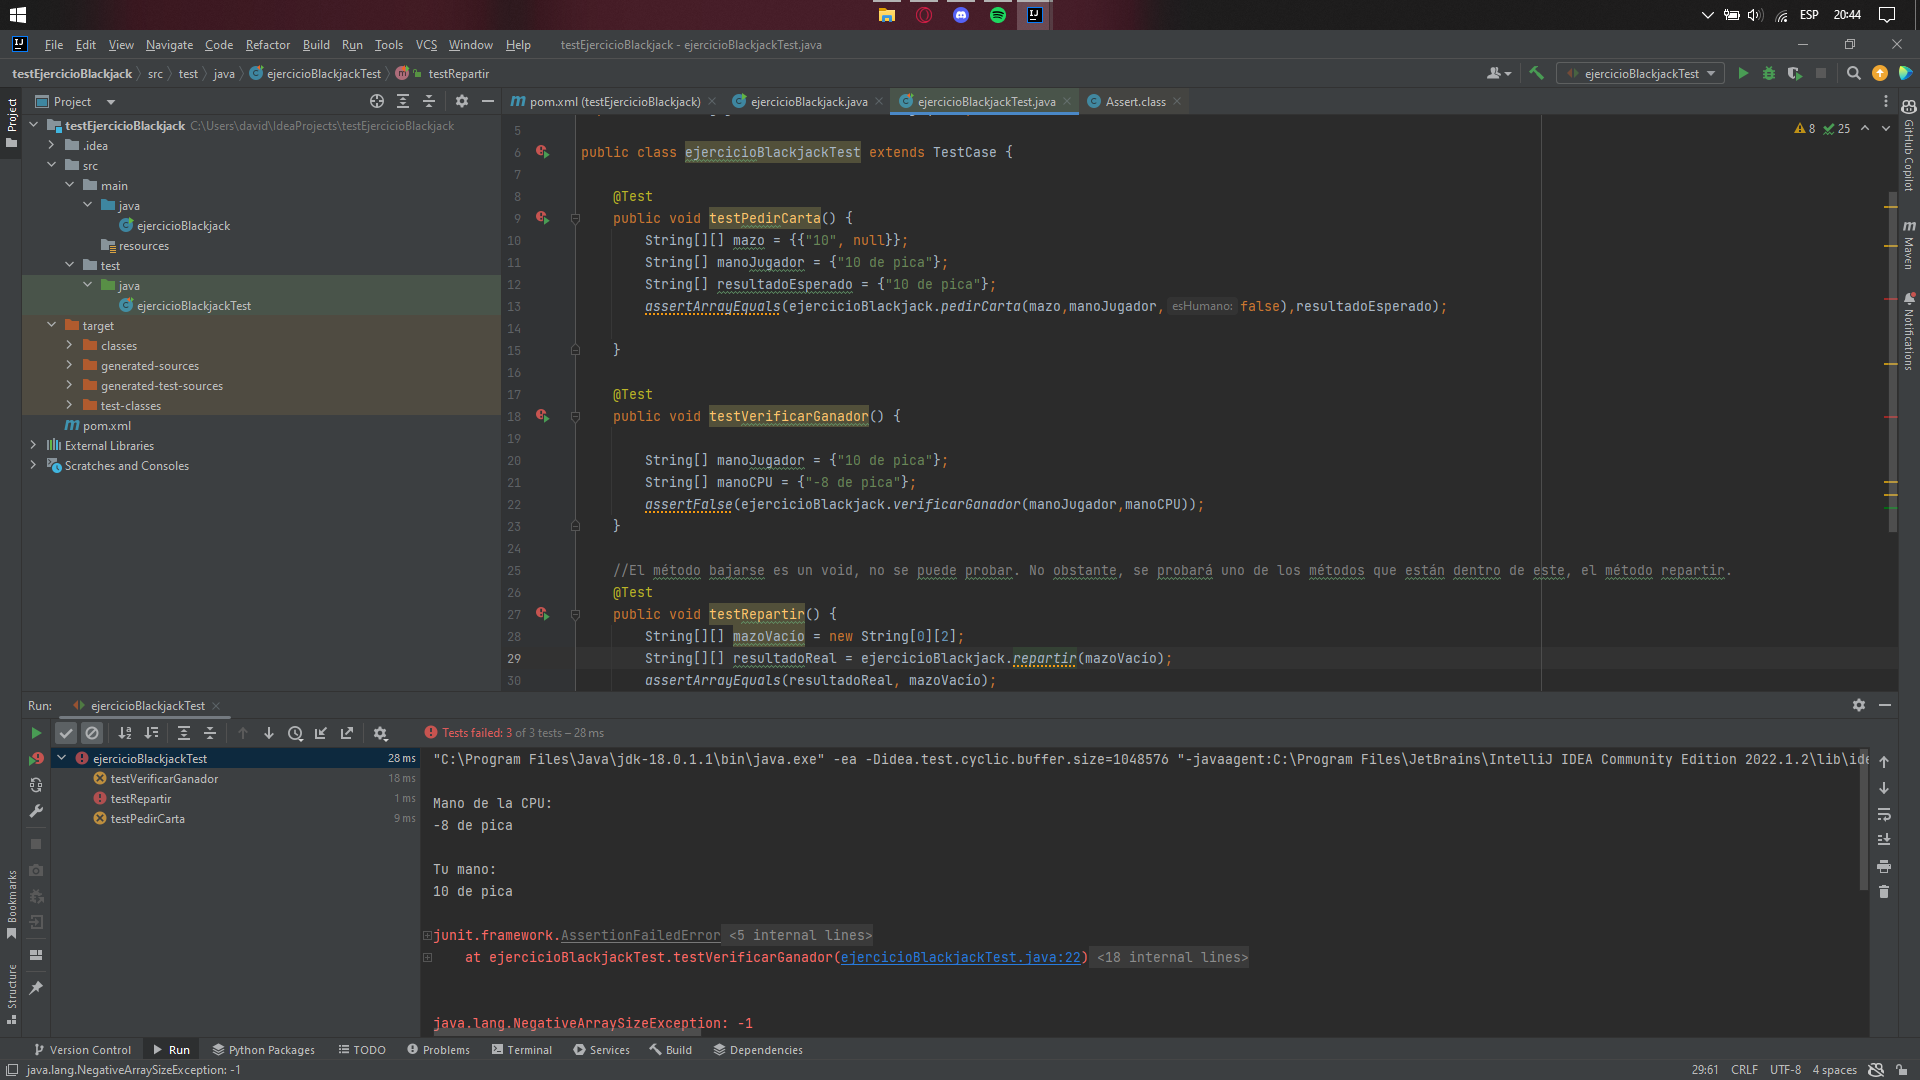 ESP 20:44
File Edit View Navigate Code Refactor Build Run Tools VCS Window Help testEjercicioBlackjack - ejercicioBlackjackTest.java
testEjercicioBlackjack src test java ejercicioBlackjackTest testRepartir
ejercicioBlackjackTest
Project
Project
testEjercicioBlackjack C:\Users\david\IdeaProjects\testEjercicioBlackjack
.idea
src
main
java
ejercicioBlackjack
resources
test
java
ejercicioBlackjackTest
target
classes
generated-sources
generated-test-sources
test-classes
pom.xml
External Libraries
Scratches and Consoles
pom.xml (testEjercicioBlackjack) ejercicioBlackjack.java ejercicioBlackjackTest.java Assert.class
8 25
5
6 public class ejercicioBlackjackTest extends TestCase {
7
8 @Test
9 public void testPedirCarta() {
10 String[][] mazo = {{"10", null}};
11 String[] manoJugador = {"10 de pica"};
12 String[] resultadoEsperado = {"10 de pica"};
13 assertArrayEquals(ejercicioBlackjack.pedirCarta(mazo,manoJugador, esHumano: false),resultadoEsperado);
14
15 }
16
17 @Test
18 public void testVerificarGanador() {
19
20 String[] manoJugador = {"10 de pica"};
21 String[] manoCPU = {"-8 de pica"};
22 assertFalse(ejercicioBlackjack.verificarGanador(manoJugador,manoCPU));
23 }
24
25 //El método bajarse es un void, no se puede probar. No obstante, se probará uno de los métodos que están dentro de este, el método repartir.
26 @Test
27 public void testRepartir() {
28 String[][] mazoVacio = new String[0][2];
29 String[][] resultadoReal = ejercicioBlackjack.repartir(mazoVacio);
30 assertArrayEquals(resultadoReal, mazoVacio);
GitHub Copilot
Maven
Notifications
Run: ejercicioBlackjackTest
Tests failed: 3 of 3 tests – 28 ms
ejercicioBlackjackTest 28 ms
testVerificarGanador 18 ms
testRepartir 1 ms
testPedirCarta 9 ms
"C:\Program Files\Java\jdk-18.0.1.1\bin\java.exe" -ea -Didea.test.cyclic.buffer.size=1048576 "-javaagent:C:\Program Files\JetBrains\IntelliJ IDEA Community Edition 2022.1.2\lib\ide
Mano de la CPU:
-8 de pica
Tu mano:
10 de pica
junit.framework.AssertionFailedError <5 internal lines>
at ejercicioBlackjackTest.testVerificarGanador(ejercicioBlackjackTest.java:22) <18 internal lines>
java.lang.NegativeArraySizeException: -1
Bookmarks
Structure
Version Control Run Python Packages TODO Problems Terminal Services Build Dependencies
java.lang.NegativeArraySizeException: -1
29:61 CRLF UTF-8 4 spaces